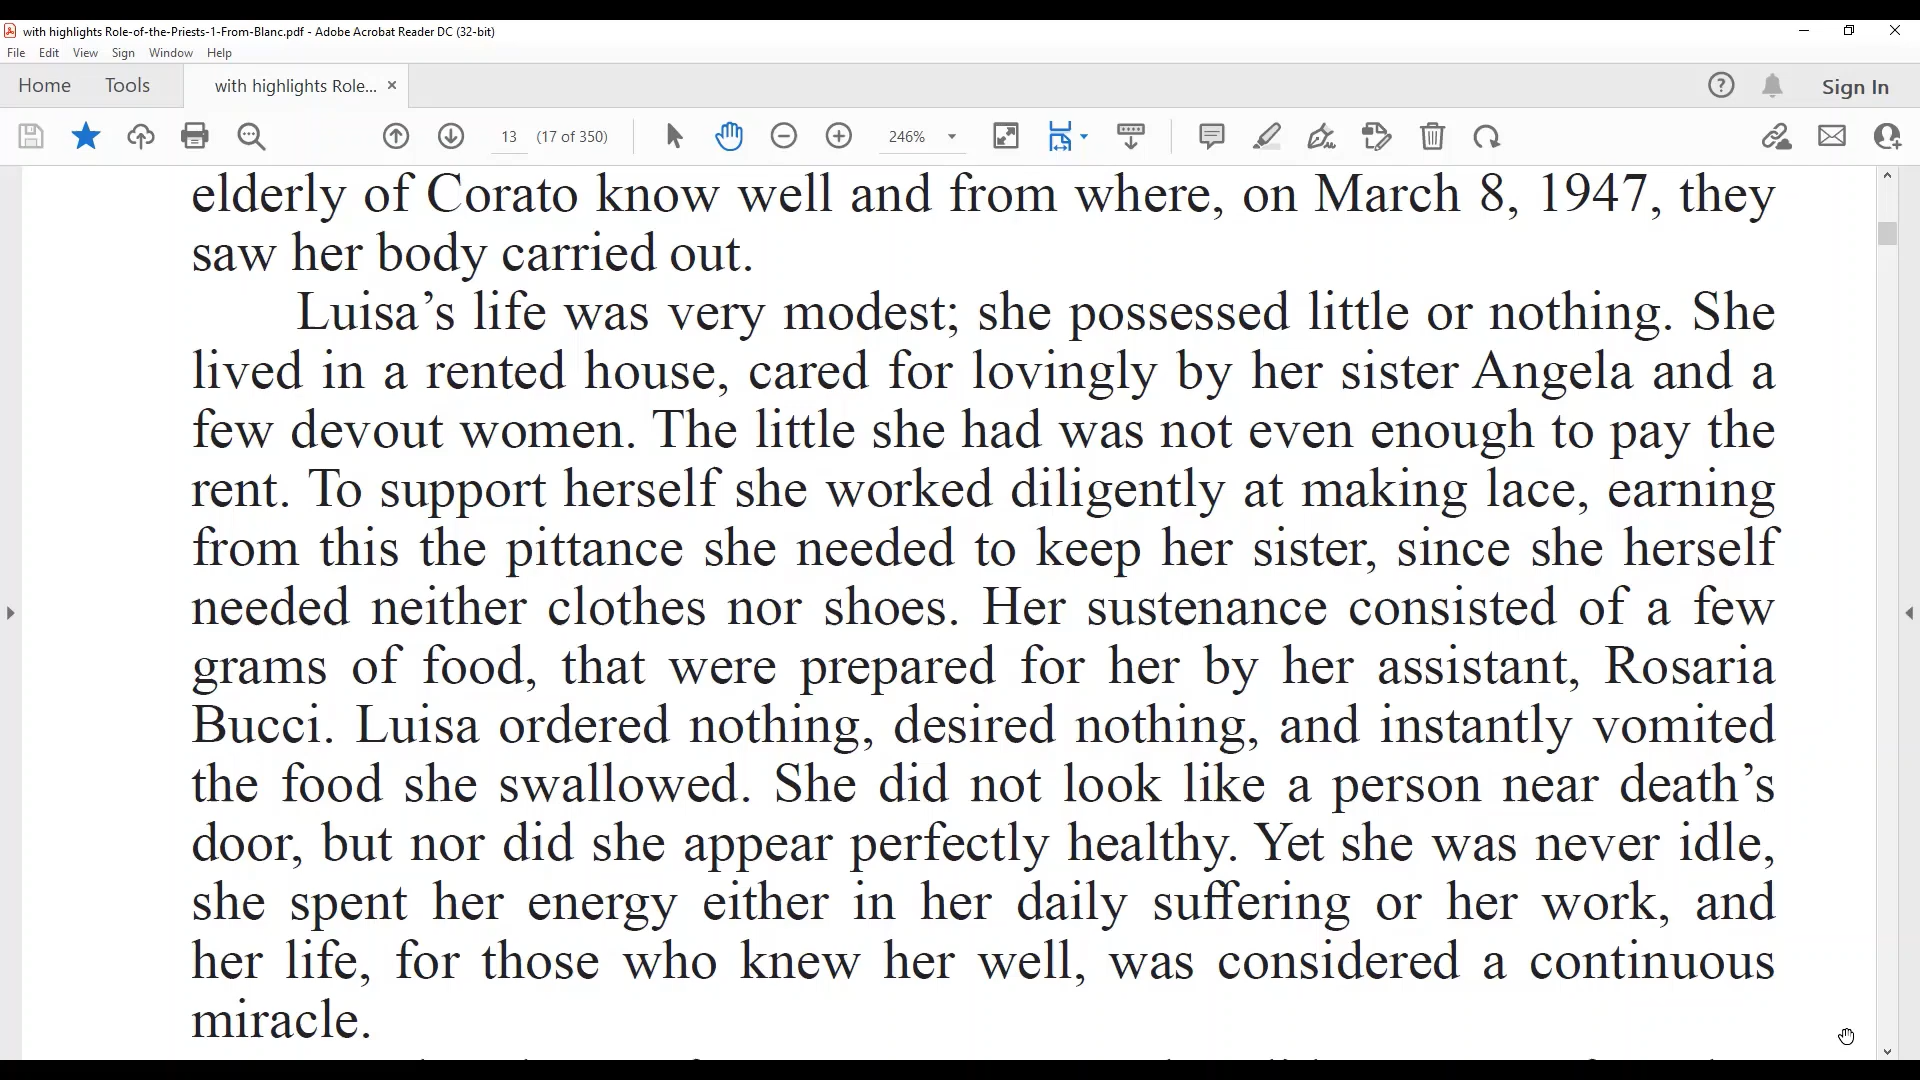 with highlights Role-of-the-Priests-1-From-Blanc.pdf - Adobe Acrobat Reader DC (32-bit)
File Edit View Sign Window Help
Home Tools with highlights Role... × Sign In
13 (17 of 350) 246%
elderly of Corato know well and from where, on March 8, 1947, they
saw her body carried out.
Luisa’s life was very modest; she possessed little or nothing. She
lived in a rented house, cared for lovingly by her sister Angela and a
few devout women. The little she had was not even enough to pay the
rent. To support herself she worked diligently at making lace, earning
from this the pittance she needed to keep her sister, since she herself
needed neither clothes nor shoes. Her sustenance consisted of a few
grams of food, that were prepared for her by her assistant, Rosaria
Bucci. Luisa ordered nothing, desired nothing, and instantly vomited
the food she swallowed. She did not look like a person near death’s
door, but nor did she appear perfectly healthy. Yet she was never idle,
she spent her energy either in her daily suffering or her work, and
her life, for those who knew her well, was considered a continuous
miracle.